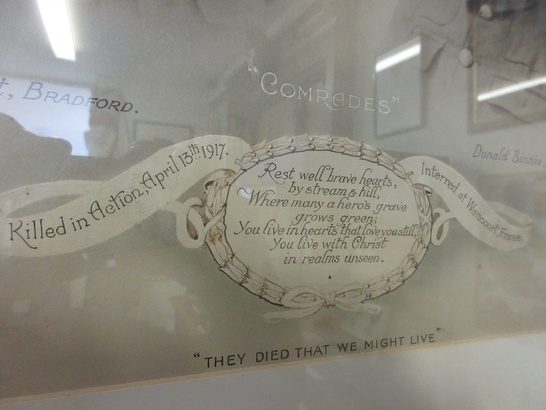 t, BRADFORD.
"COMRADES"
Killed in Action, April 13th 1917.
Rest well brave hearts,
by stream & hill,
Where many a hero's grave
grows green;
You live in hearts that love you still,
You live with Christ
in realms unseen.
Donald
Interred at Wancourt, France.
"THEY DIED THAT WE MIGHT LIVE".